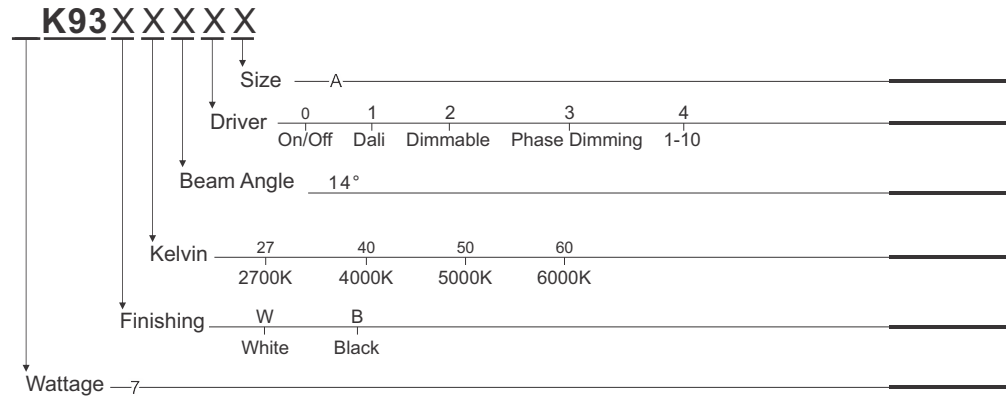 K93XXXXX
Size A
Driver 0 1 2 3 4
On/Off Dali Dimmable Phase Dimming 1-10
Beam Angle 14°
Kelvin 27 40 50 60
2700K 4000K 5000K 6000K
Finishing W B
White Black
Wattage 7